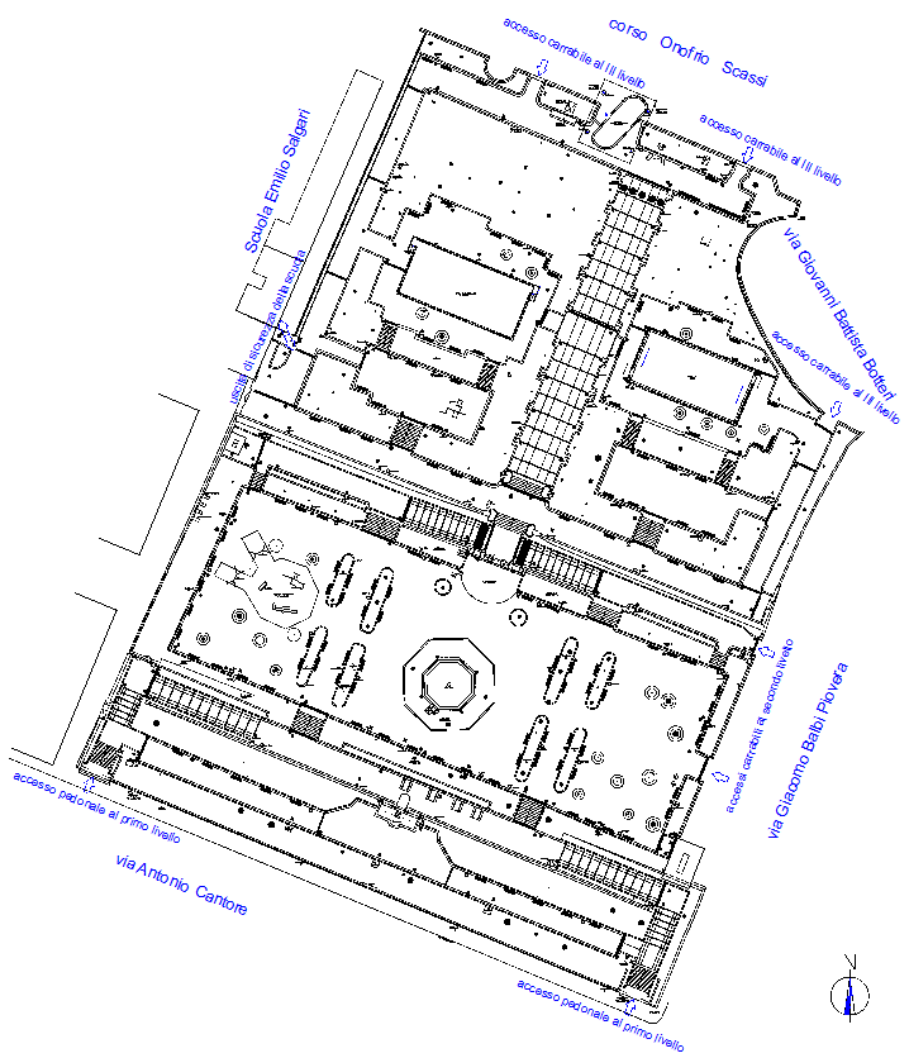 corso Onofrio Scassi
accesso carrabile al III livello
accesso carrabile al III livello
Scuola Emilio Salgari
via Giovanni Battista Botteri
uscita di sicurezza della scuola
accesso carrabile al III livello
accessi carrabili al secondo livello
via Giacomo Balbi Piovera
accesso pedonale al primo livello
via Antonio Cantore
accesso pedonale al primo livello
N